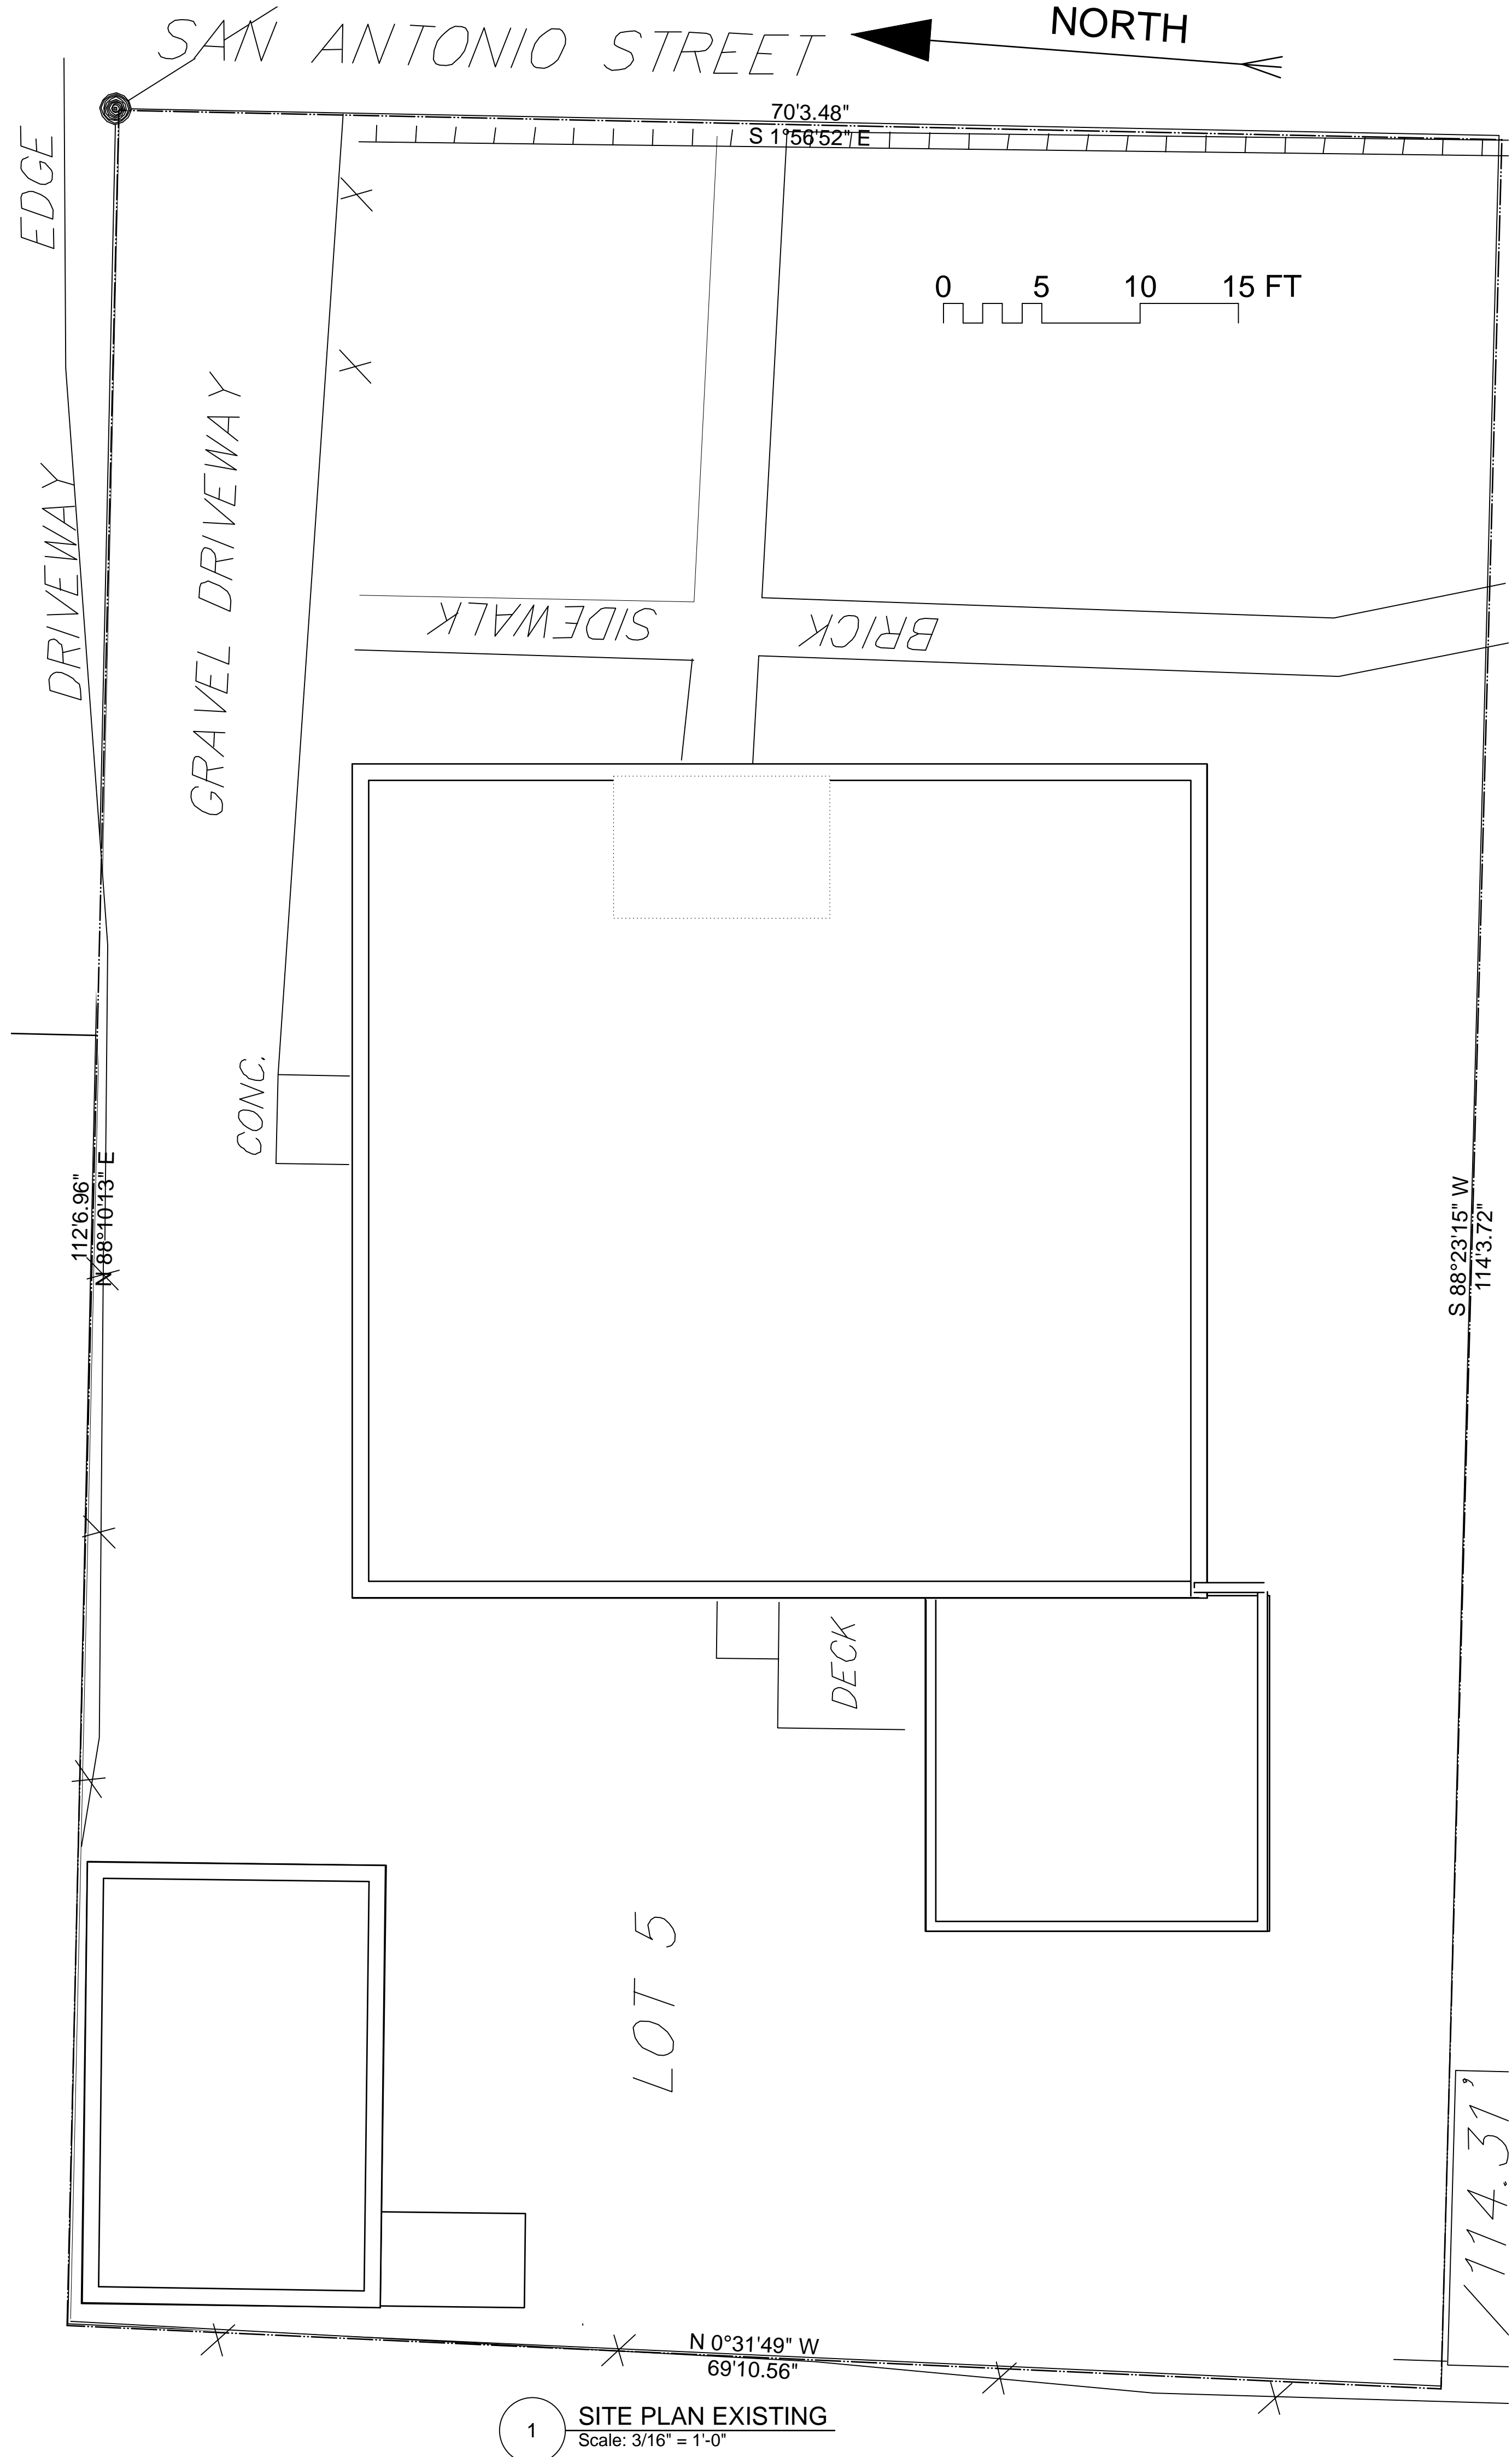 SAN ANTONIO STREET
NORTH
70'3.48"
S 1°56'52" E
EDGE
DRIVEWAY
GRAVEL DRIVEWAY
0 5 10 15 FT
SIDEWALK
BRICK
CONC.
112'6.96"
N 88°10'13" E
S 88°23'15" W
114'3.72"
DECK
LOT 5
114.31'
N 0°31'49" W
69'10.56"
1
SITE PLAN EXISTING
Scale: 3/16" = 1'-0"